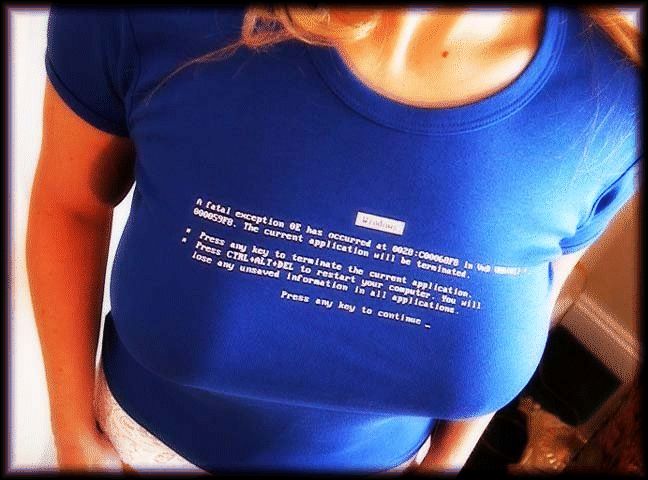 Windows
A fatal exception 0E has occurred at 0028:C00068F8 in VxD
000059F8. The current application will be terminated.
* Press any key to terminate the current application.
* Press CTRL+ALT+DEL to restart your computer. You will
lose any unsaved information in all applications.
Press any key to continue _